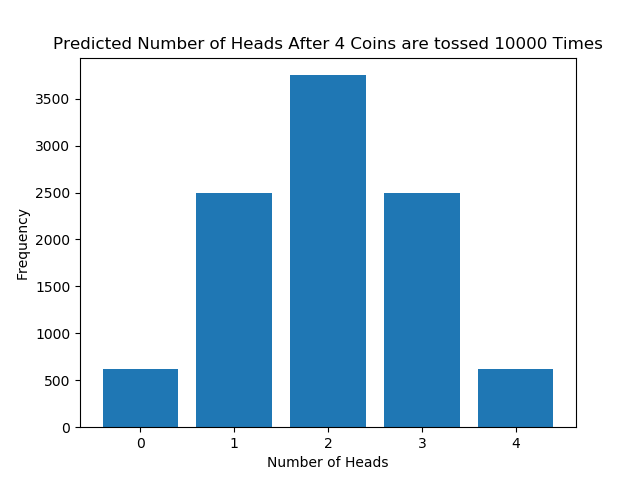 Predicted Number of Heads After 4 Coins are tossed 10000 Times
3500
3000
2500
2000
1500
1000
500
0
Frequency
0 1 2 3 4
Number of Heads